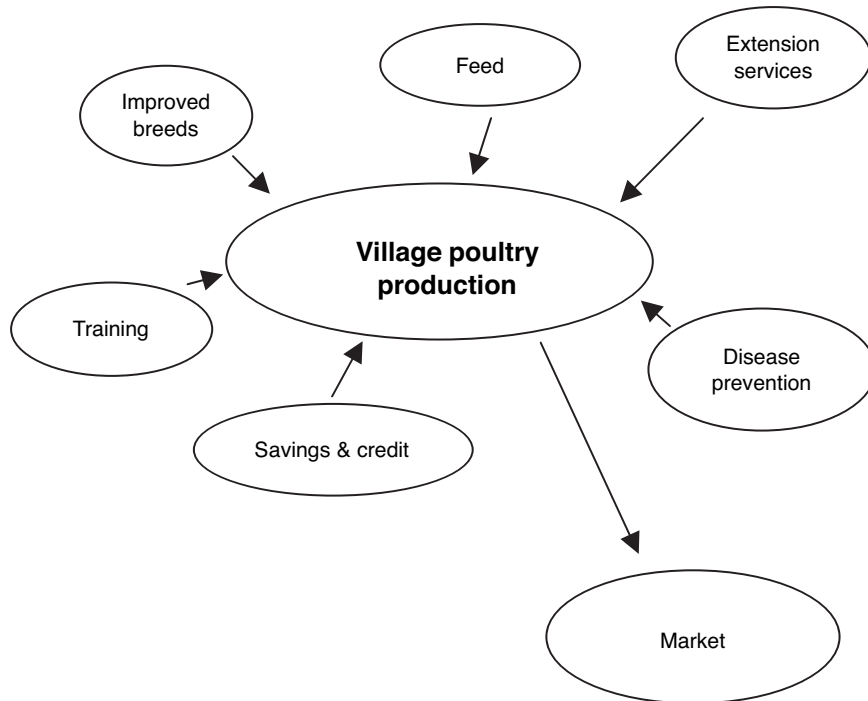 Feed
Extension
services
Improved
breeds
Village poultry
production
Training
Disease
prevention
Savings & credit
Market